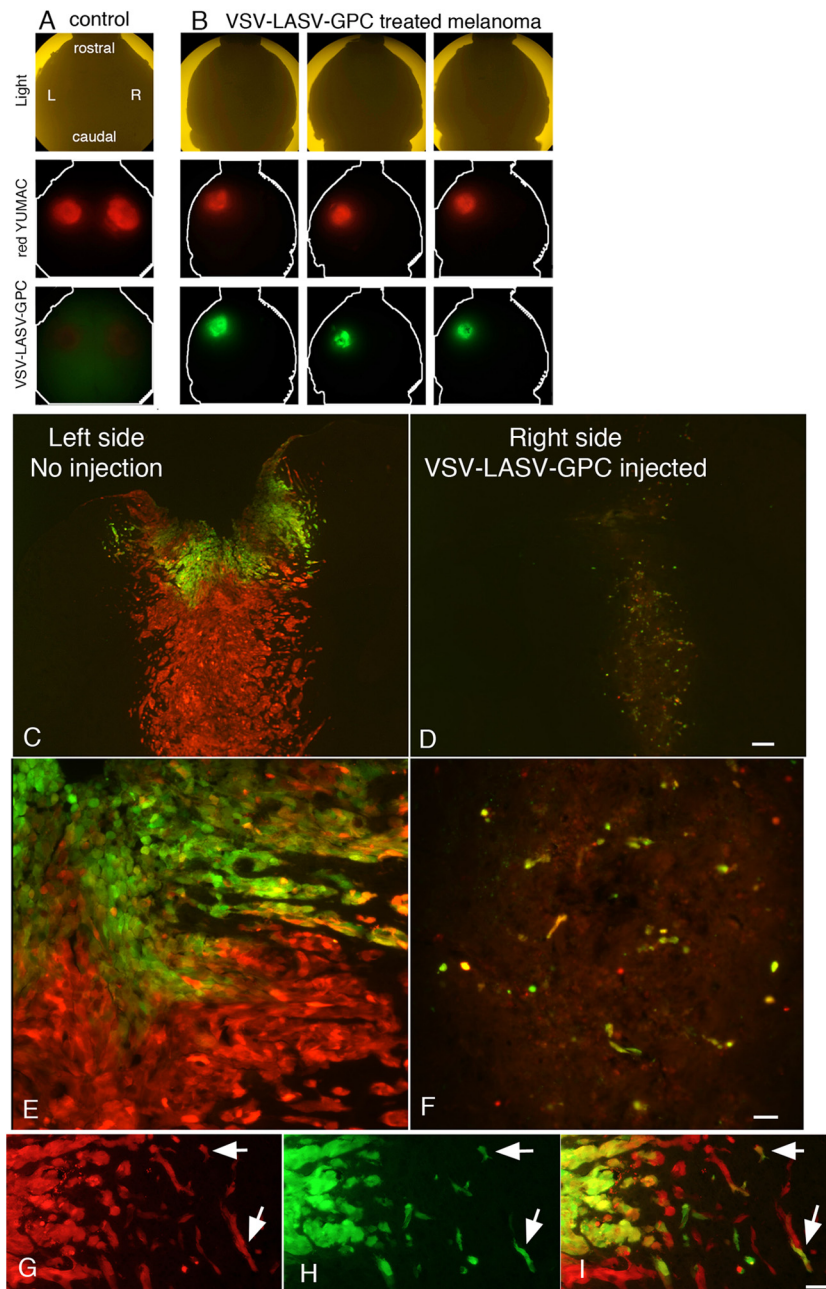 A control
B VSV-LASV-GPC treated melanoma
Light
rostral
L R
caudal
red YUMAC
VSV-LASV-GPC
Left side
No injection
C
Right side
VSV-LASV-GPC injected
D
E
F
G
H
I